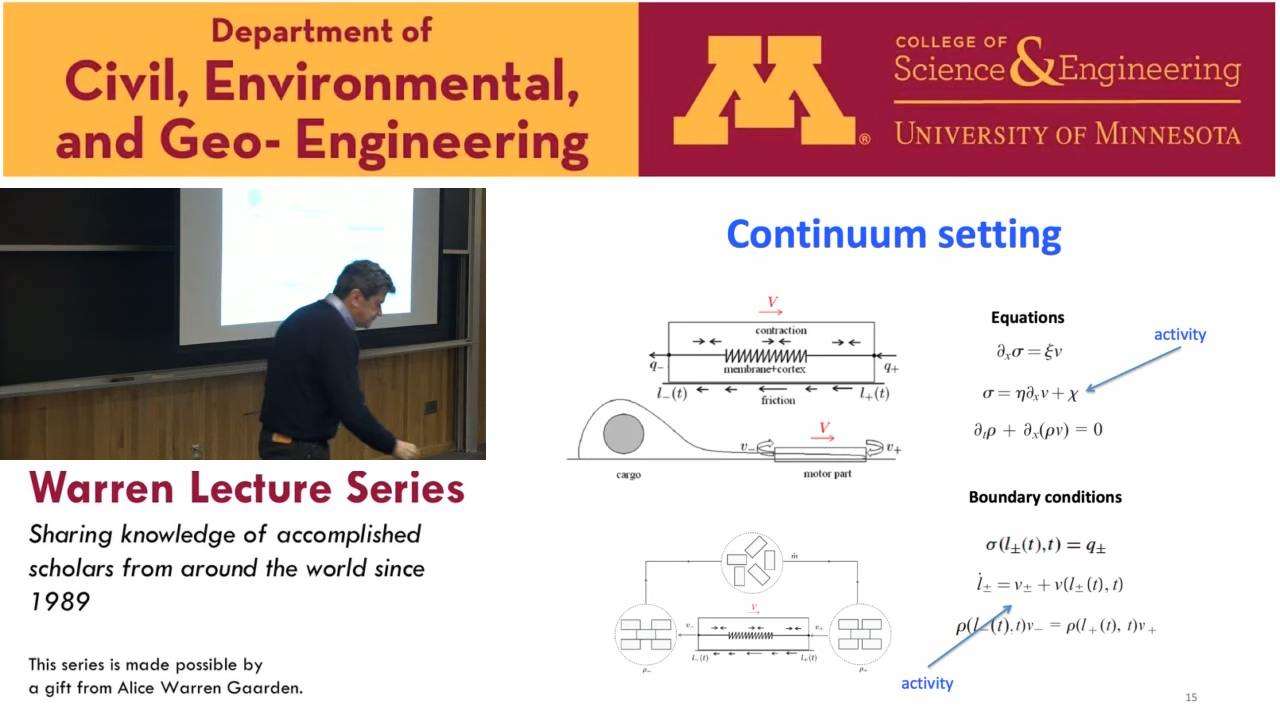 Department of
Civil, Environmental,
and Geo- Engineering
COLLEGE OF
Science & Engineering
UNIVERSITY OF MINNESOTA
M®
Continuum setting
V
contraction
membrane+cortex
q₋
q₊
l₋(t)
friction
l₊(t)
V
v₋
v₊
cargo
motor part
ṁ
V
v₋
v₊
l₋(t)
l₊(t)
ρ₋
ρ₊
Equations
activity
∂ₓσ = ξv
σ = η∂ₓv + χ
∂ₜρ + ∂ₓ(ρv) = 0
Boundary conditions
σ(l±(t),t) = q±
l̇± = v± + v(l±(t), t)
ρ(l₋(t), t)v₋ = ρ(l₊(t), t)v₊
activity
15
Warren Lecture Series
Sharing knowledge of accomplished
scholars from around the world since
1989
This series is made possible by
a gift from Alice Warren Gaarden.